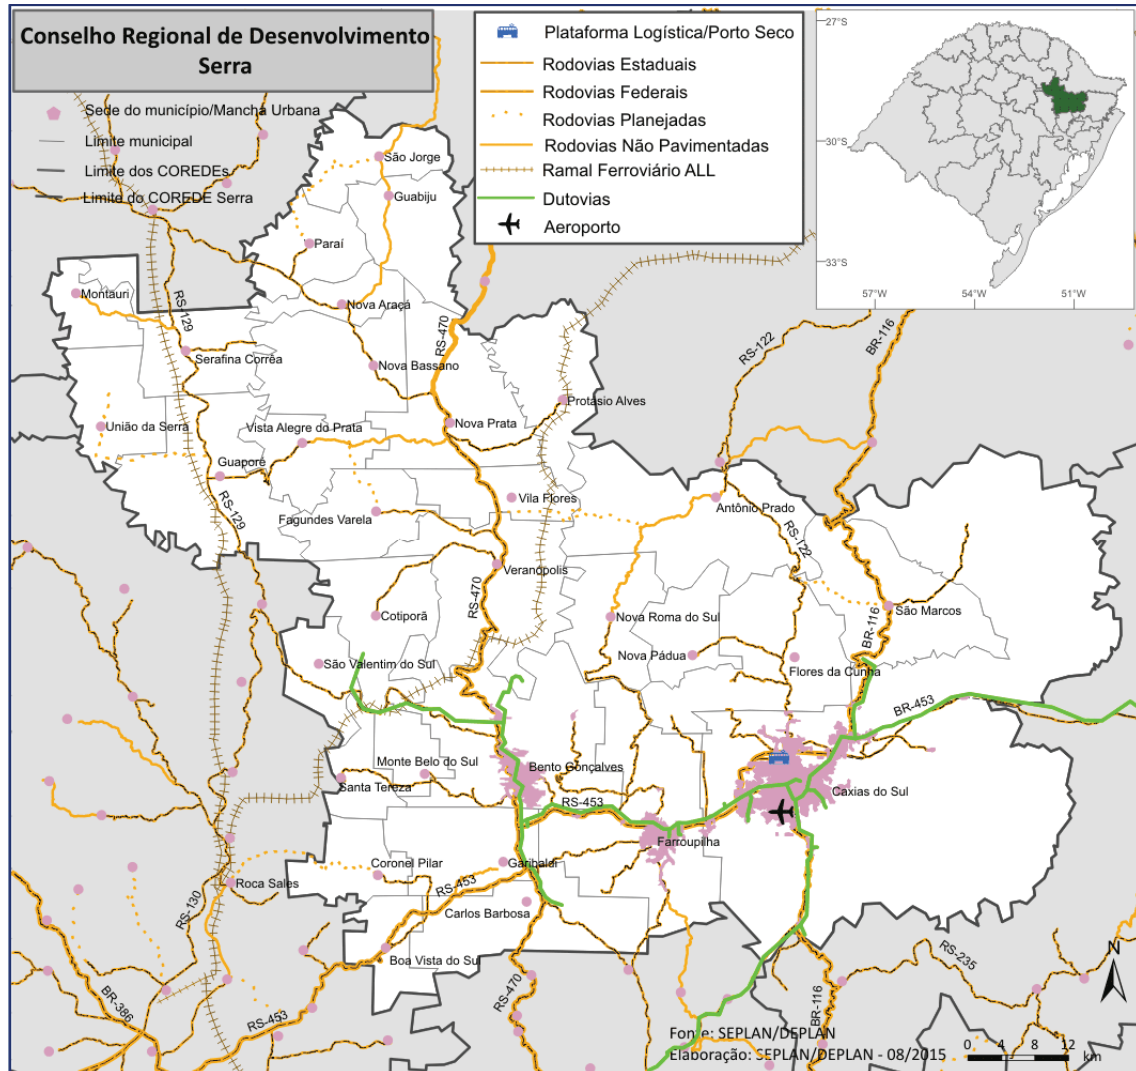 Conselho Regional de Desenvolvimento
Serra
Sede do município/Mancha Urbana
Limite municipal
Limite dos COREDEs
Limite do COREDE Serra
Plataforma Logística/Porto Seco
Rodovias Estaduais
Rodovias Federais
Rodovias Planejadas
Rodovias Não Pavimentadas
Ramal Ferroviário ALL
Dutovias
Aeroporto
27°S
30°S
33°S
57°W
54°W
51°W
São Jorge
Guabiju
Paraí
Montauri
Nova Araçá
RS-129
RS-470
RS-122
BR-116
Serafina Corrêa
Nova Bassano
Protásio Alves
União da Serra
Vista Alegre do Prata
Nova Prata
Guaporé
Vila Flores
Antônio Prado
Fagundes Varela
RS-129
RS-122
Veranópolis
RS-470
Cotiporã
Nova Roma do Sul
São Marcos
BR-116
São Valentim do Sul
Nova Pádua
Flores da Cunha
BR-453
Monte Belo do Sul
Bento Gonçalves
Santa Tereza
RS-453
Caxias do Sul
Farroupilha
Coronel Pilar
Garibaldi
Roca Sales
RS-453
RS-130
Carlos Barbosa
Boa Vista do Sul
RS-470
RS-235
N
BR-386
RS-453
BR-116
Fonte: SEPLAN/DEPLAN
Elaboração: SEPLAN/DEPLAN - 08/2015
0 4 8 12
km